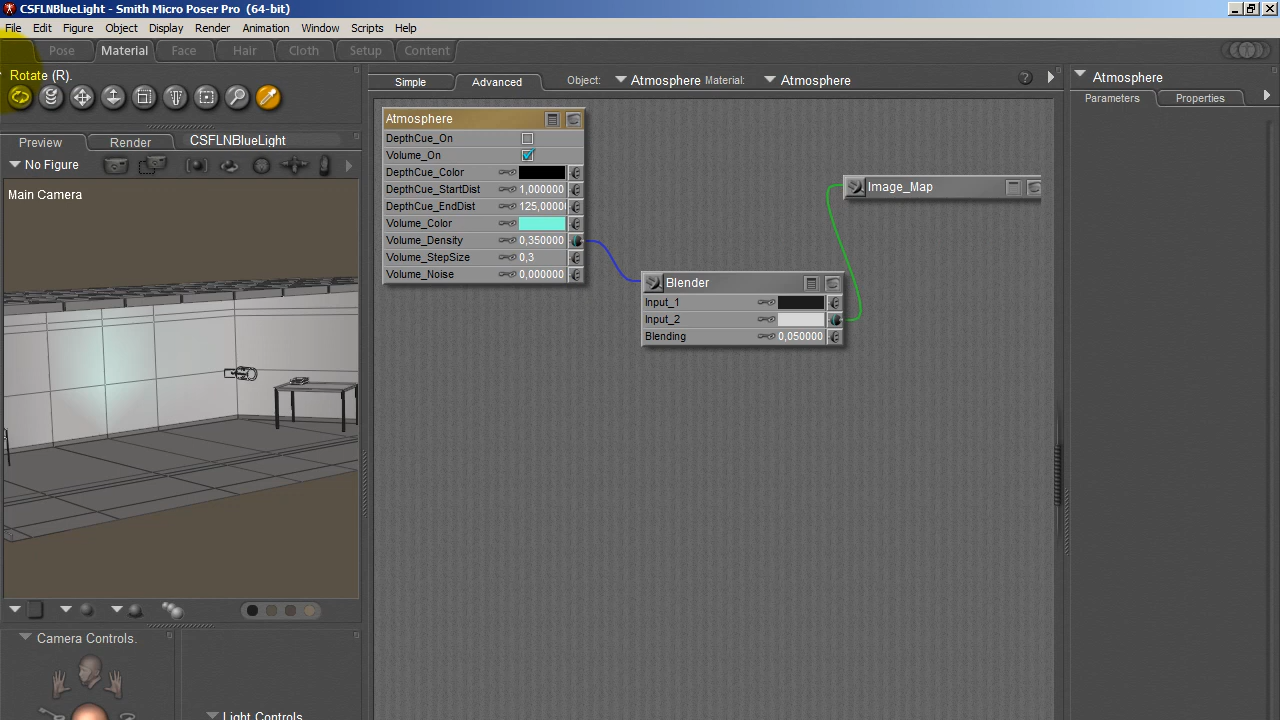 CSFLNBlueLight - Smith Micro Poser Pro (64-bit)
File Edit Figure Object Display Render Animation Window Scripts Help
Pose Material Face Hair Cloth Setup Content
Rotate (R).
Simple Advanced Object: Atmosphere Material: Atmosphere ?
Atmosphere
Parameters Properties
Preview Render CSFLNBlueLight
No Figure
Main Camera
Atmosphere
DepthCue_On
Volume_On
DepthCue_Color
DepthCue_StartDist 1,000000
DepthCue_EndDist 125,00000
Volume_Color
Volume_Density 0,350000
Volume_StepSize 0,3
Volume_Noise 0,000000
Image_Map
Blender
Input_1
Input_2
Blending 0,050000
Camera Controls.
Light Controls